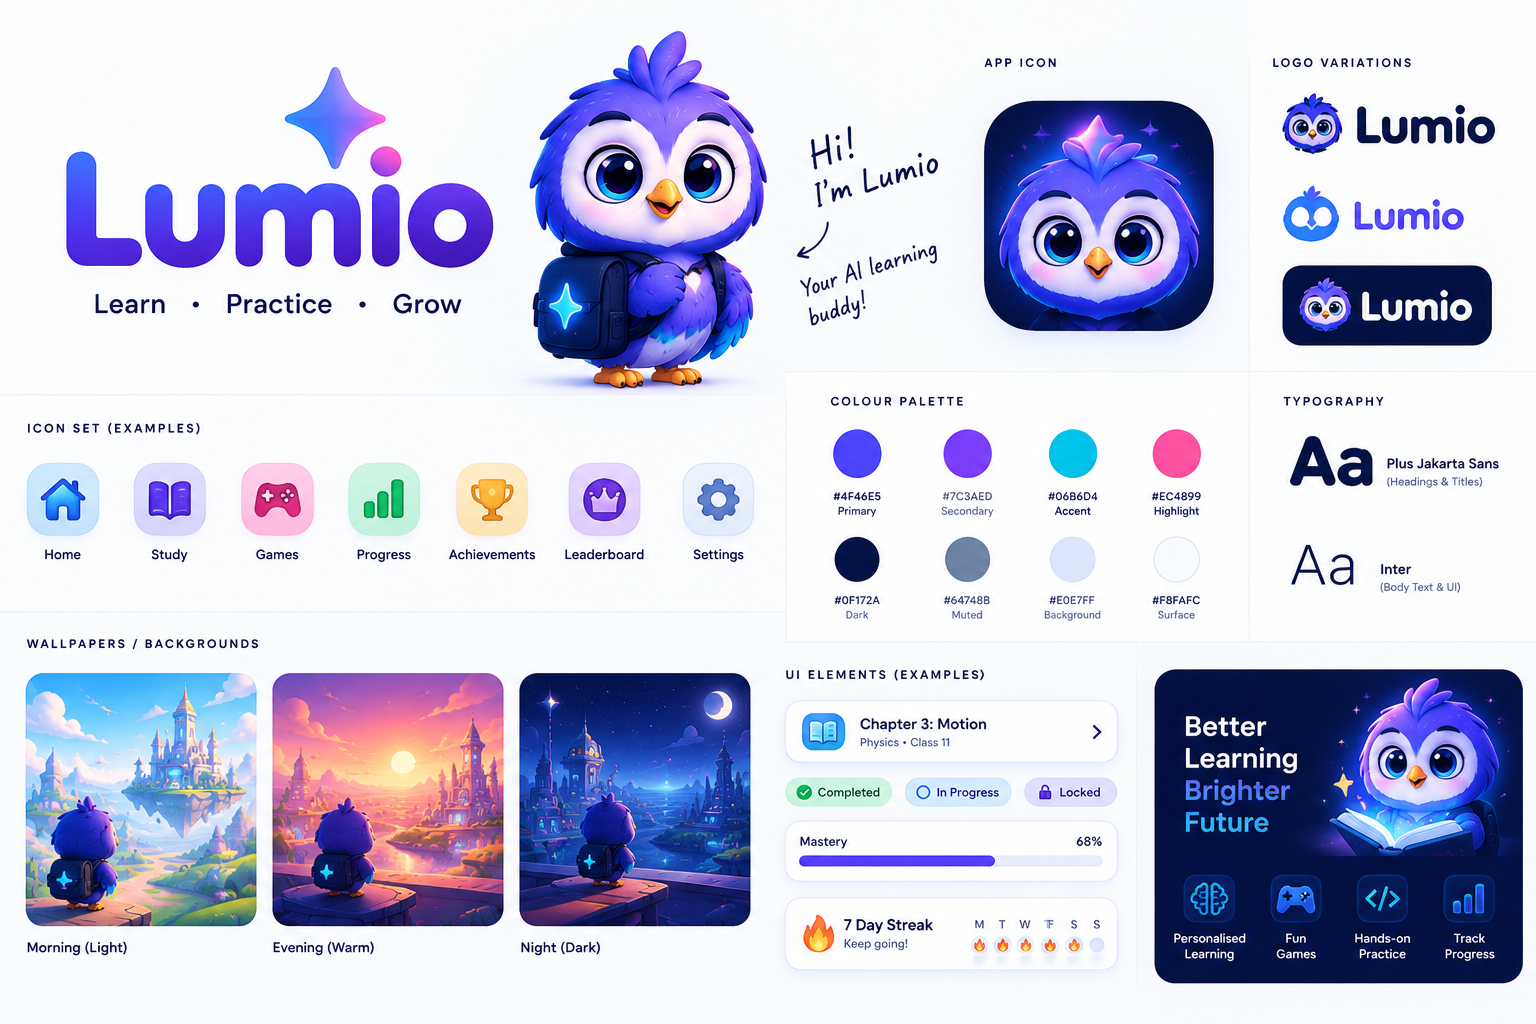 Lumio
Learn • Practice • Grow
Hi!
I'm Lumio
Your AI learning
buddy!
APP ICON
LOGO VARIATIONS
Lumio
Lumio
Lumio
ICON SET (EXAMPLES)
Home
Study
Games
Progress
Achievements
Leaderboard
Settings
COLOUR PALETTE
#4F46E5
Primary
#7C3AED
Secondary
#06B6D4
Accent
#EC4899
Highlight
#0F172A
Dark
#64748B
Muted
#E0E7FF
Background
#F8FAFC
Surface
TYPOGRAPHY
Aa
Plus Jakarta Sans
(Headings & Titles)
Aa
Inter
(Body Text & UI)
WALLPAPERS / BACKGROUNDS
Morning (Light)
Evening (Warm)
Night (Dark)
UI ELEMENTS (EXAMPLES)
Chapter 3: Motion
Physics • Class 11
Completed
In Progress
Locked
Mastery
68%
7 Day Streak
Keep going!
M T W F S S
Better
Learning
Brighter
Future
Personalised
Learning
Fun
Games
</>
Hands-on
Practice
Track
Progress